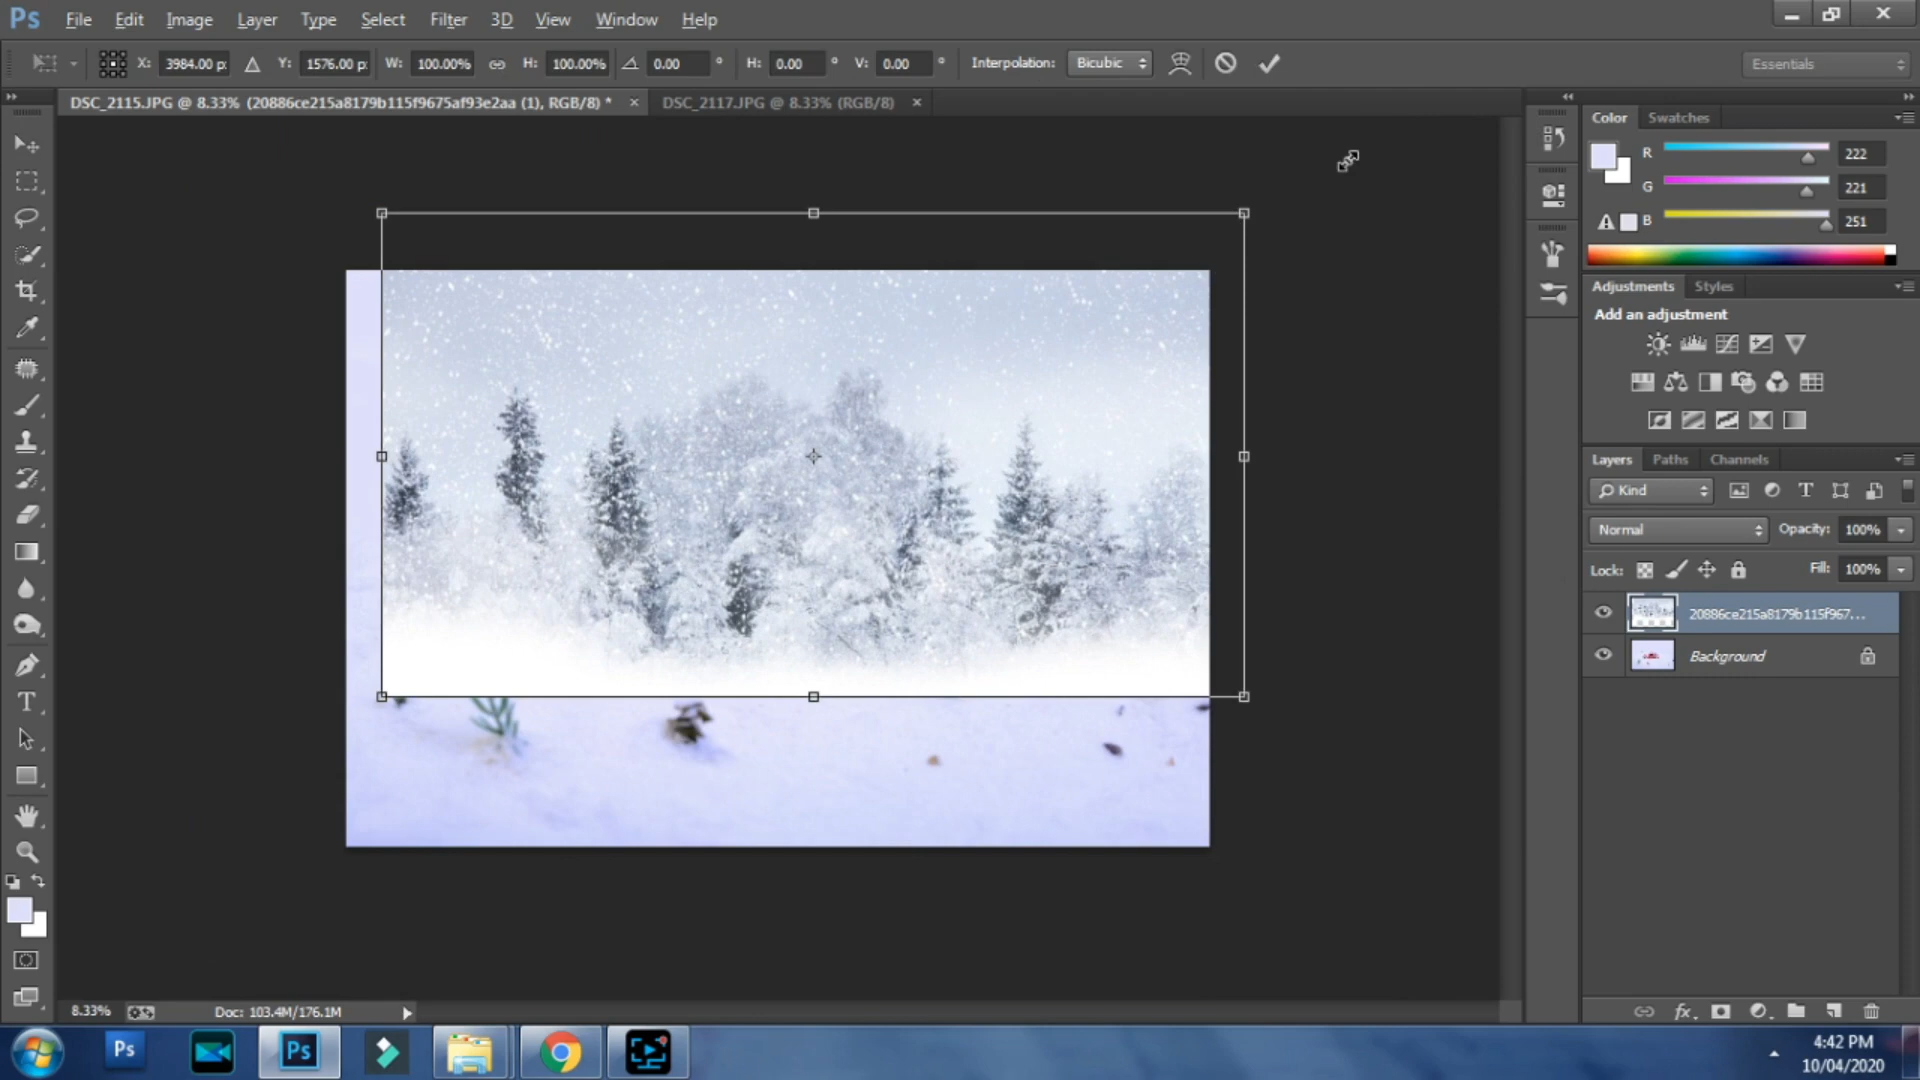 Ps File Edit Image Layer Type Select Filter 3D View Window Help
X: 3984.00 p: Y: 1576.00 p: W: 100.00% H: 100.00% 0.00 ° H: 0.00 ° V: 0.00 ° Interpolation: Bicubic Essentials
DSC_2115.JPG @ 8.33% (20886ce215a8179b115f9675af93e2aa (1), RGB/8) * × DSC_2117.JPG @ 8.33% (RGB/8) ×
Color Swatches
R 222
G 221
B 251
Adjustments Styles
Add an adjustment
Layers Paths Channels
Kind
Normal Opacity: 100%
Lock: Fill: 100%
20886ce215a8179b115f967...
Background
8.33% Doc: 103.4M/176.1M
fx
Ps Ps
4:42 PM
10/04/2020